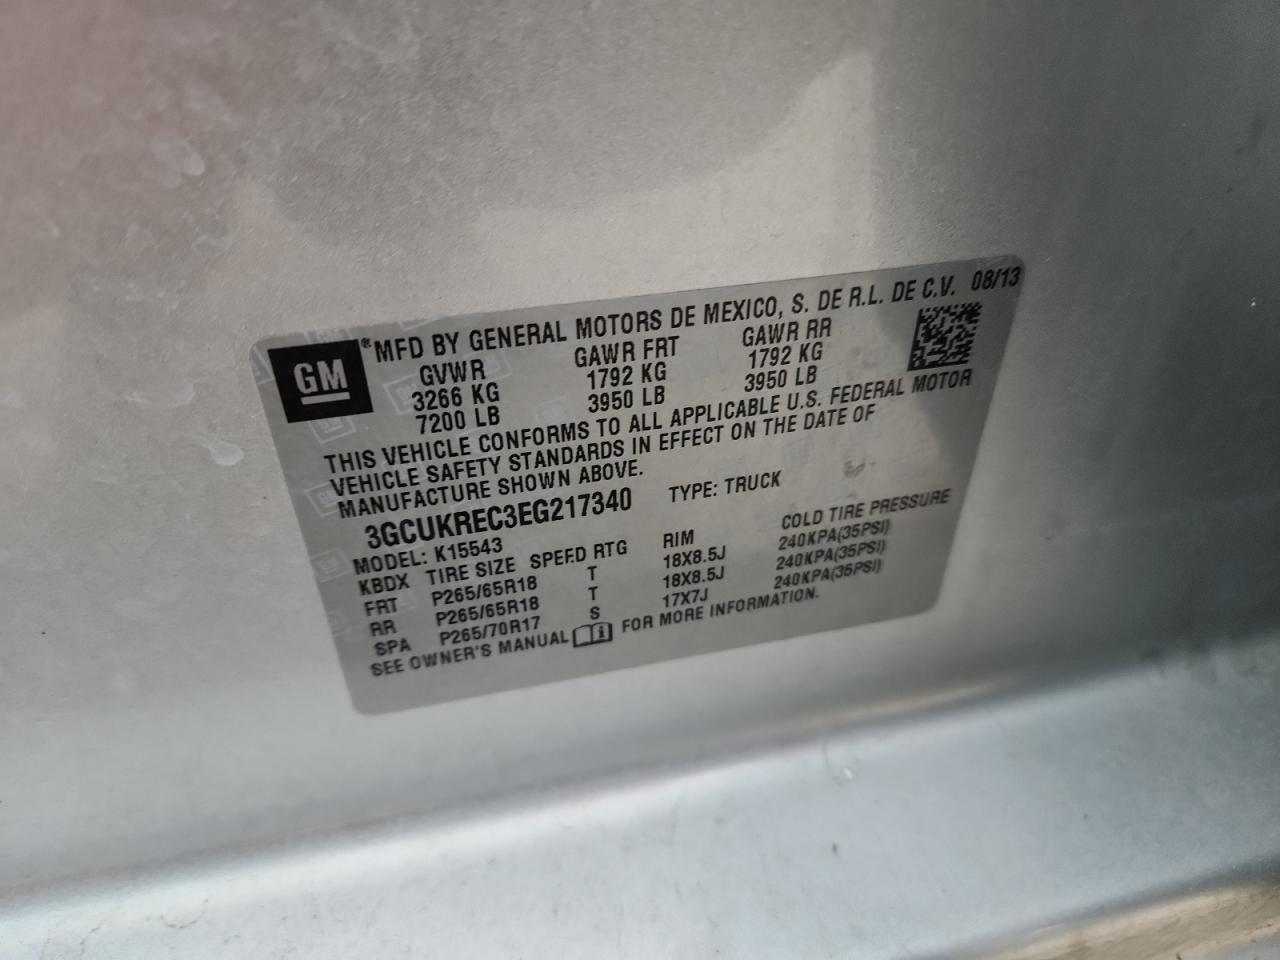 GM ® MFD BY GENERAL MOTORS DE MEXICO, S. DE R.L. DE C.V. 08/13
GVWR GAWR FRT GAWR RR
3266 KG 1792 KG 1792 KG
7200 LB 3950 LB 3950 LB
THIS VEHICLE CONFORMS TO ALL APPLICABLE U.S. FEDERAL MOTOR
VEHICLE SAFETY STANDARDS IN EFFECT ON THE DATE OF
MANUFACTURE SHOWN ABOVE.
3GCUKREC3EG217340 TYPE: TRUCK
MODEL: K15543
KBDX TIRE SIZE SPEED RTG RIM COLD TIRE PRESSURE
FRT P265/65R18 T 18X8.5J 240KPA(35PSI)
RR P265/65R18 T 18X8.5J 240KPA(35PSI)
SPA P265/70R17 S 17X7J 240KPA(35PSI)
SEE OWNER'S MANUAL FOR MORE INFORMATION.